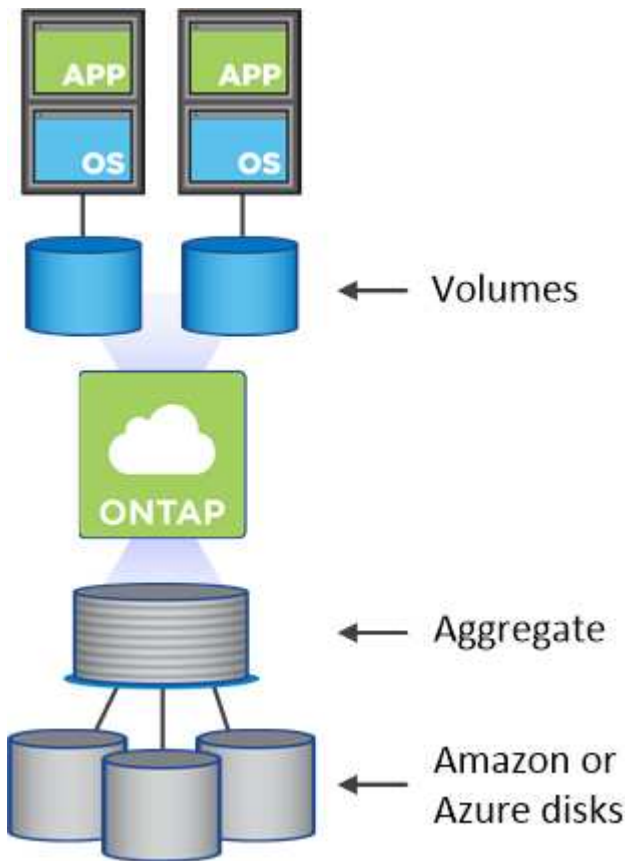 APP
APP
OS
OS
Volumes
ONTAP
Aggregate
Amazon or
Azure disks